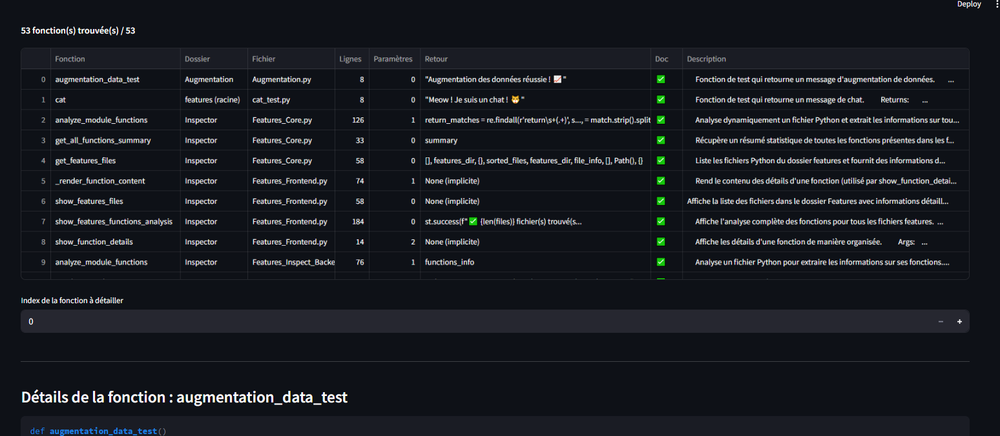 Deploy
53 fonction(s) trouvée(s) / 53
Fonction Dossier Fichier Lignes Paramètres Retour Doc Description
0 augmentation_data_test Augmentation Augmentation.py 8 0 "Augmentation des données réussie ! 📈 " ✅ Fonction de test qui retourne un message d'augmentation de données. ...
1 cat features (racine) cat_test.py 8 0 "Meow ! Je suis un chat ! 🐱 " ✅ Fonction de test qui retourne un message de chat. Returns: ...
2 analyze_module_functions Inspector Features_Core.py 126 1 return_matches = re.findall(r'return\s+(.+)', s..., = match.strip().split ✅ Analyse dynamiquement un fichier Python et extrait les informations sur tou...
3 get_all_functions_summary Inspector Features_Core.py 33 0 summary ✅ Récupère un résumé statistique de toutes les fonctions présentes dans les f...
4 get_features_files Inspector Features_Core.py 58 0 [], features_dir, {}, sorted_files, features_dir, file_info, [], Path(), {} ✅ Liste les fichiers Python du dossier features et fournit des informations d...
5 _render_function_content Inspector Features_Frontend.py 74 1 None (implicite) ✅ Rend le contenu des détails d'une fonction (utilisé par show_function_detai...
6 show_features_files Inspector Features_Frontend.py 58 0 None (implicite) ✅ Affiche la liste des fichiers dans le dossier Features avec informations détaill...
7 show_features_functions_analysis Inspector Features_Frontend.py 184 0 st.success(f"✅ {len(files)} fichier(s) trouvé(s... ✅ Affiche l'analyse complète des fonctions pour tous les fichiers features. ...
8 show_function_details Inspector Features_Frontend.py 14 2 None (implicite) ✅ Affiche les détails d'une fonction de manière organisée. Args: ...
9 analyze_module_functions Inspector Features_Inspect_Backe 76 1 functions_info ✅ Analyse un fichier Python pour extraire les informations sur ses fonctions....
Index de la fonction à détailler
0
Détails de la fonction : augmentation_data_test
def augmentation_data_test()